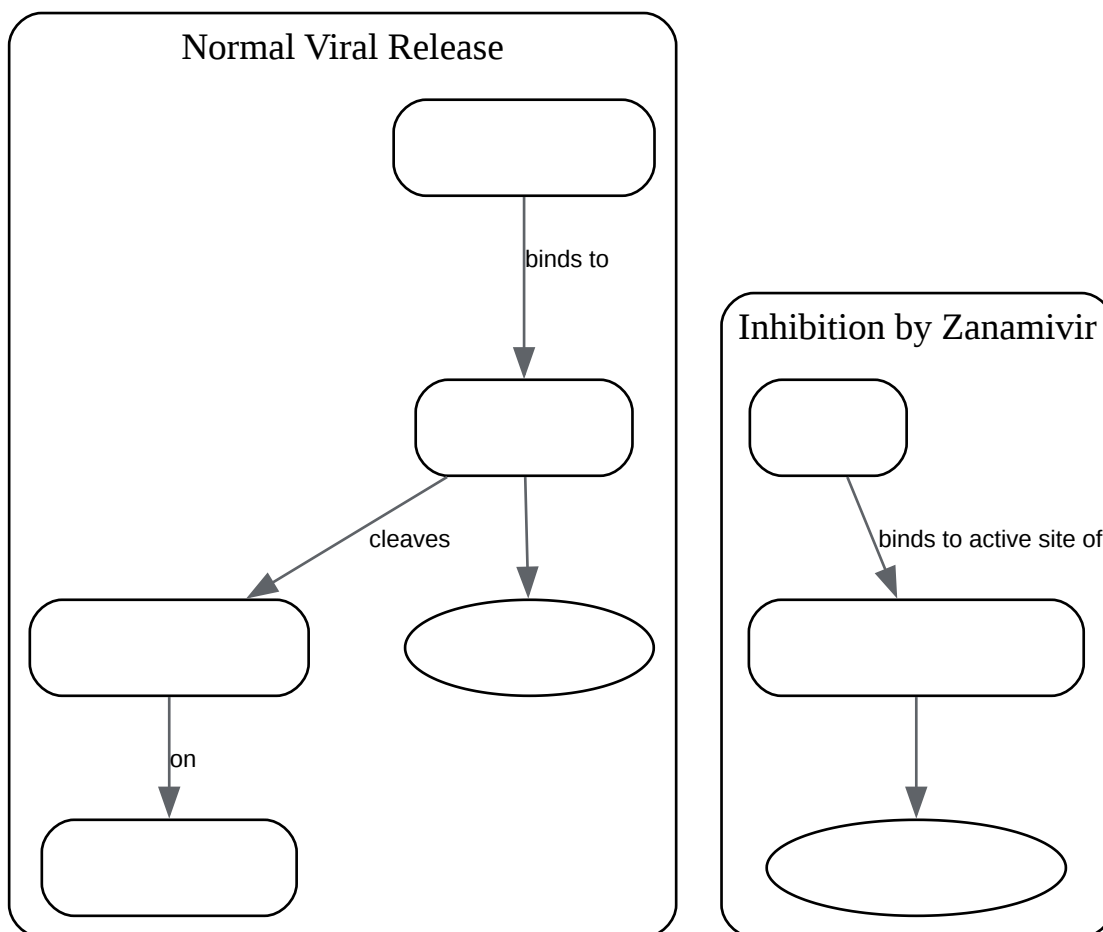 Normal Viral Release
binds to
cleaves
on
Inhibition by Zanamivir
binds to active site of